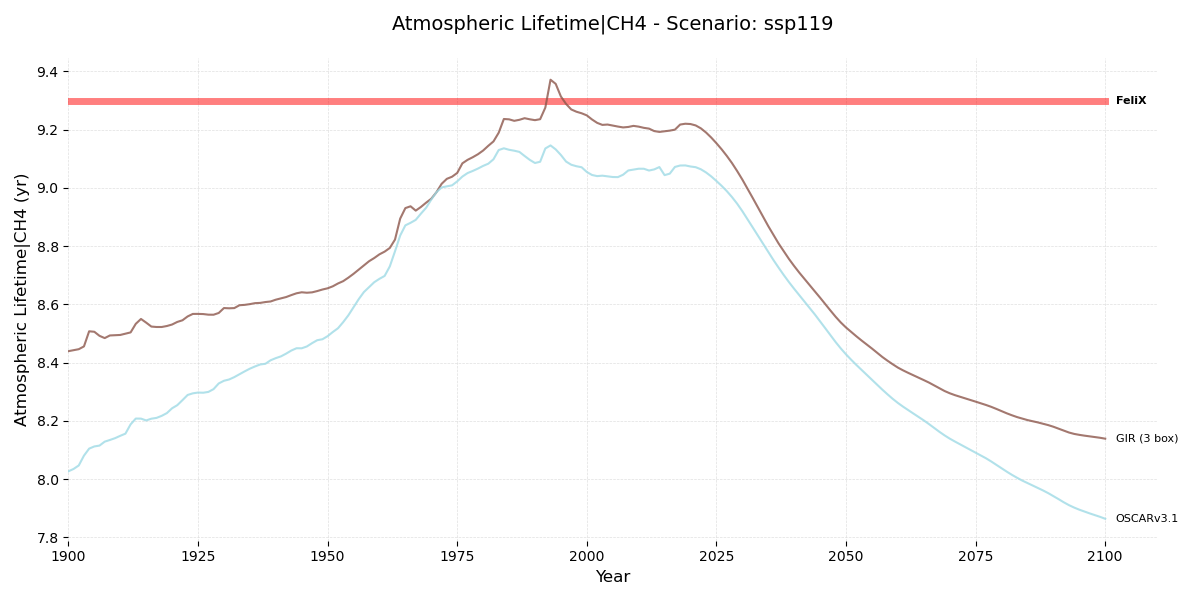 Atmospheric Lifetime|CH4 - Scenario: ssp119
Atmospheric Lifetime|CH4 (yr)
9.4
9.2
9.0
8.8
8.6
8.4
8.2
8.0
7.8
FeliX
GIR (3 box)
OSCARv3.1
1900 1925 1950 1975 2000 2025 2050 2075 2100
Year